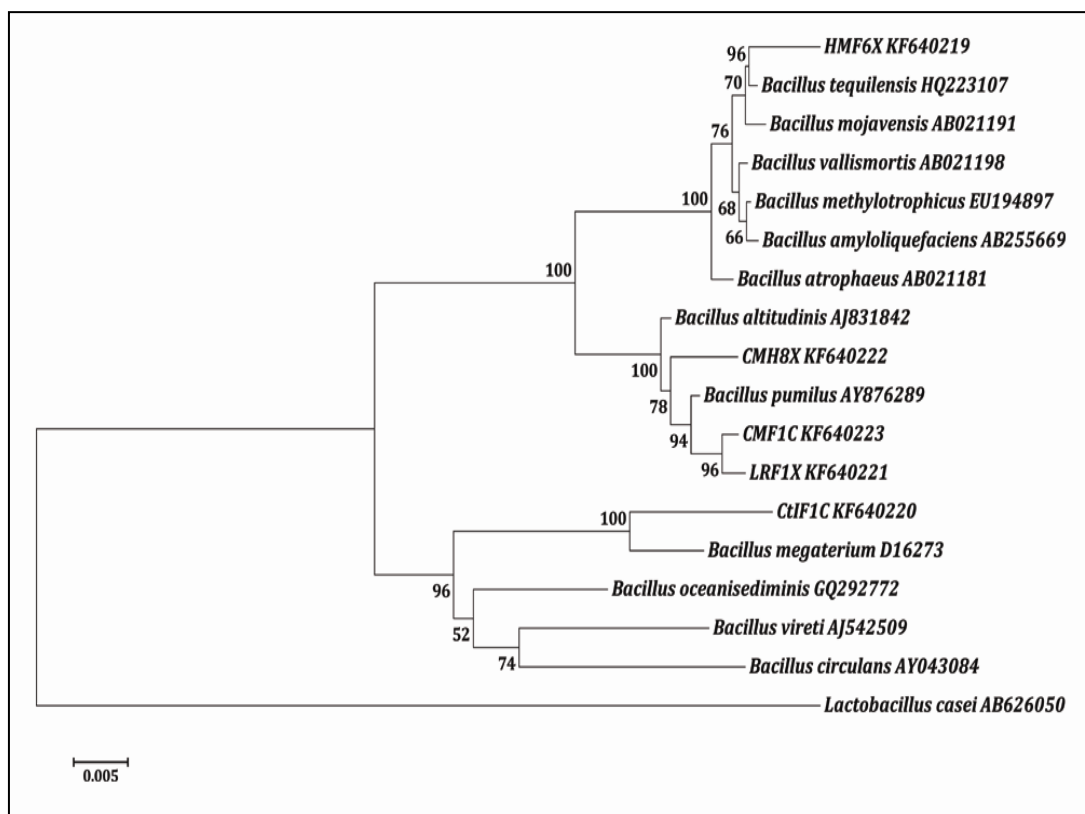 HMF6X KF640219
96
Bacillus tequilensis HQ223107
70
Bacillus mojavensis AB021191
76
Bacillus vallismortis AB021198
Bacillus methylotrophicus EU194897
68
100
Bacillus amyloliquefaciens AB255669
66
Bacillus atrophaeus AB021181
100
Bacillus altitudinis AJ831842
CMH8X KF640222
100
Bacillus pumilus AY876289
78
CMF1C KF640223
94
LRF1X KF640221
96
CtIF1C KF640220
100
Bacillus megaterium D16273
Bacillus oceanisediminis GQ292772
96
Bacillus vireti AJ542509
52
Bacillus circulans AY043084
74
Lactobacillus casei AB626050
0.005